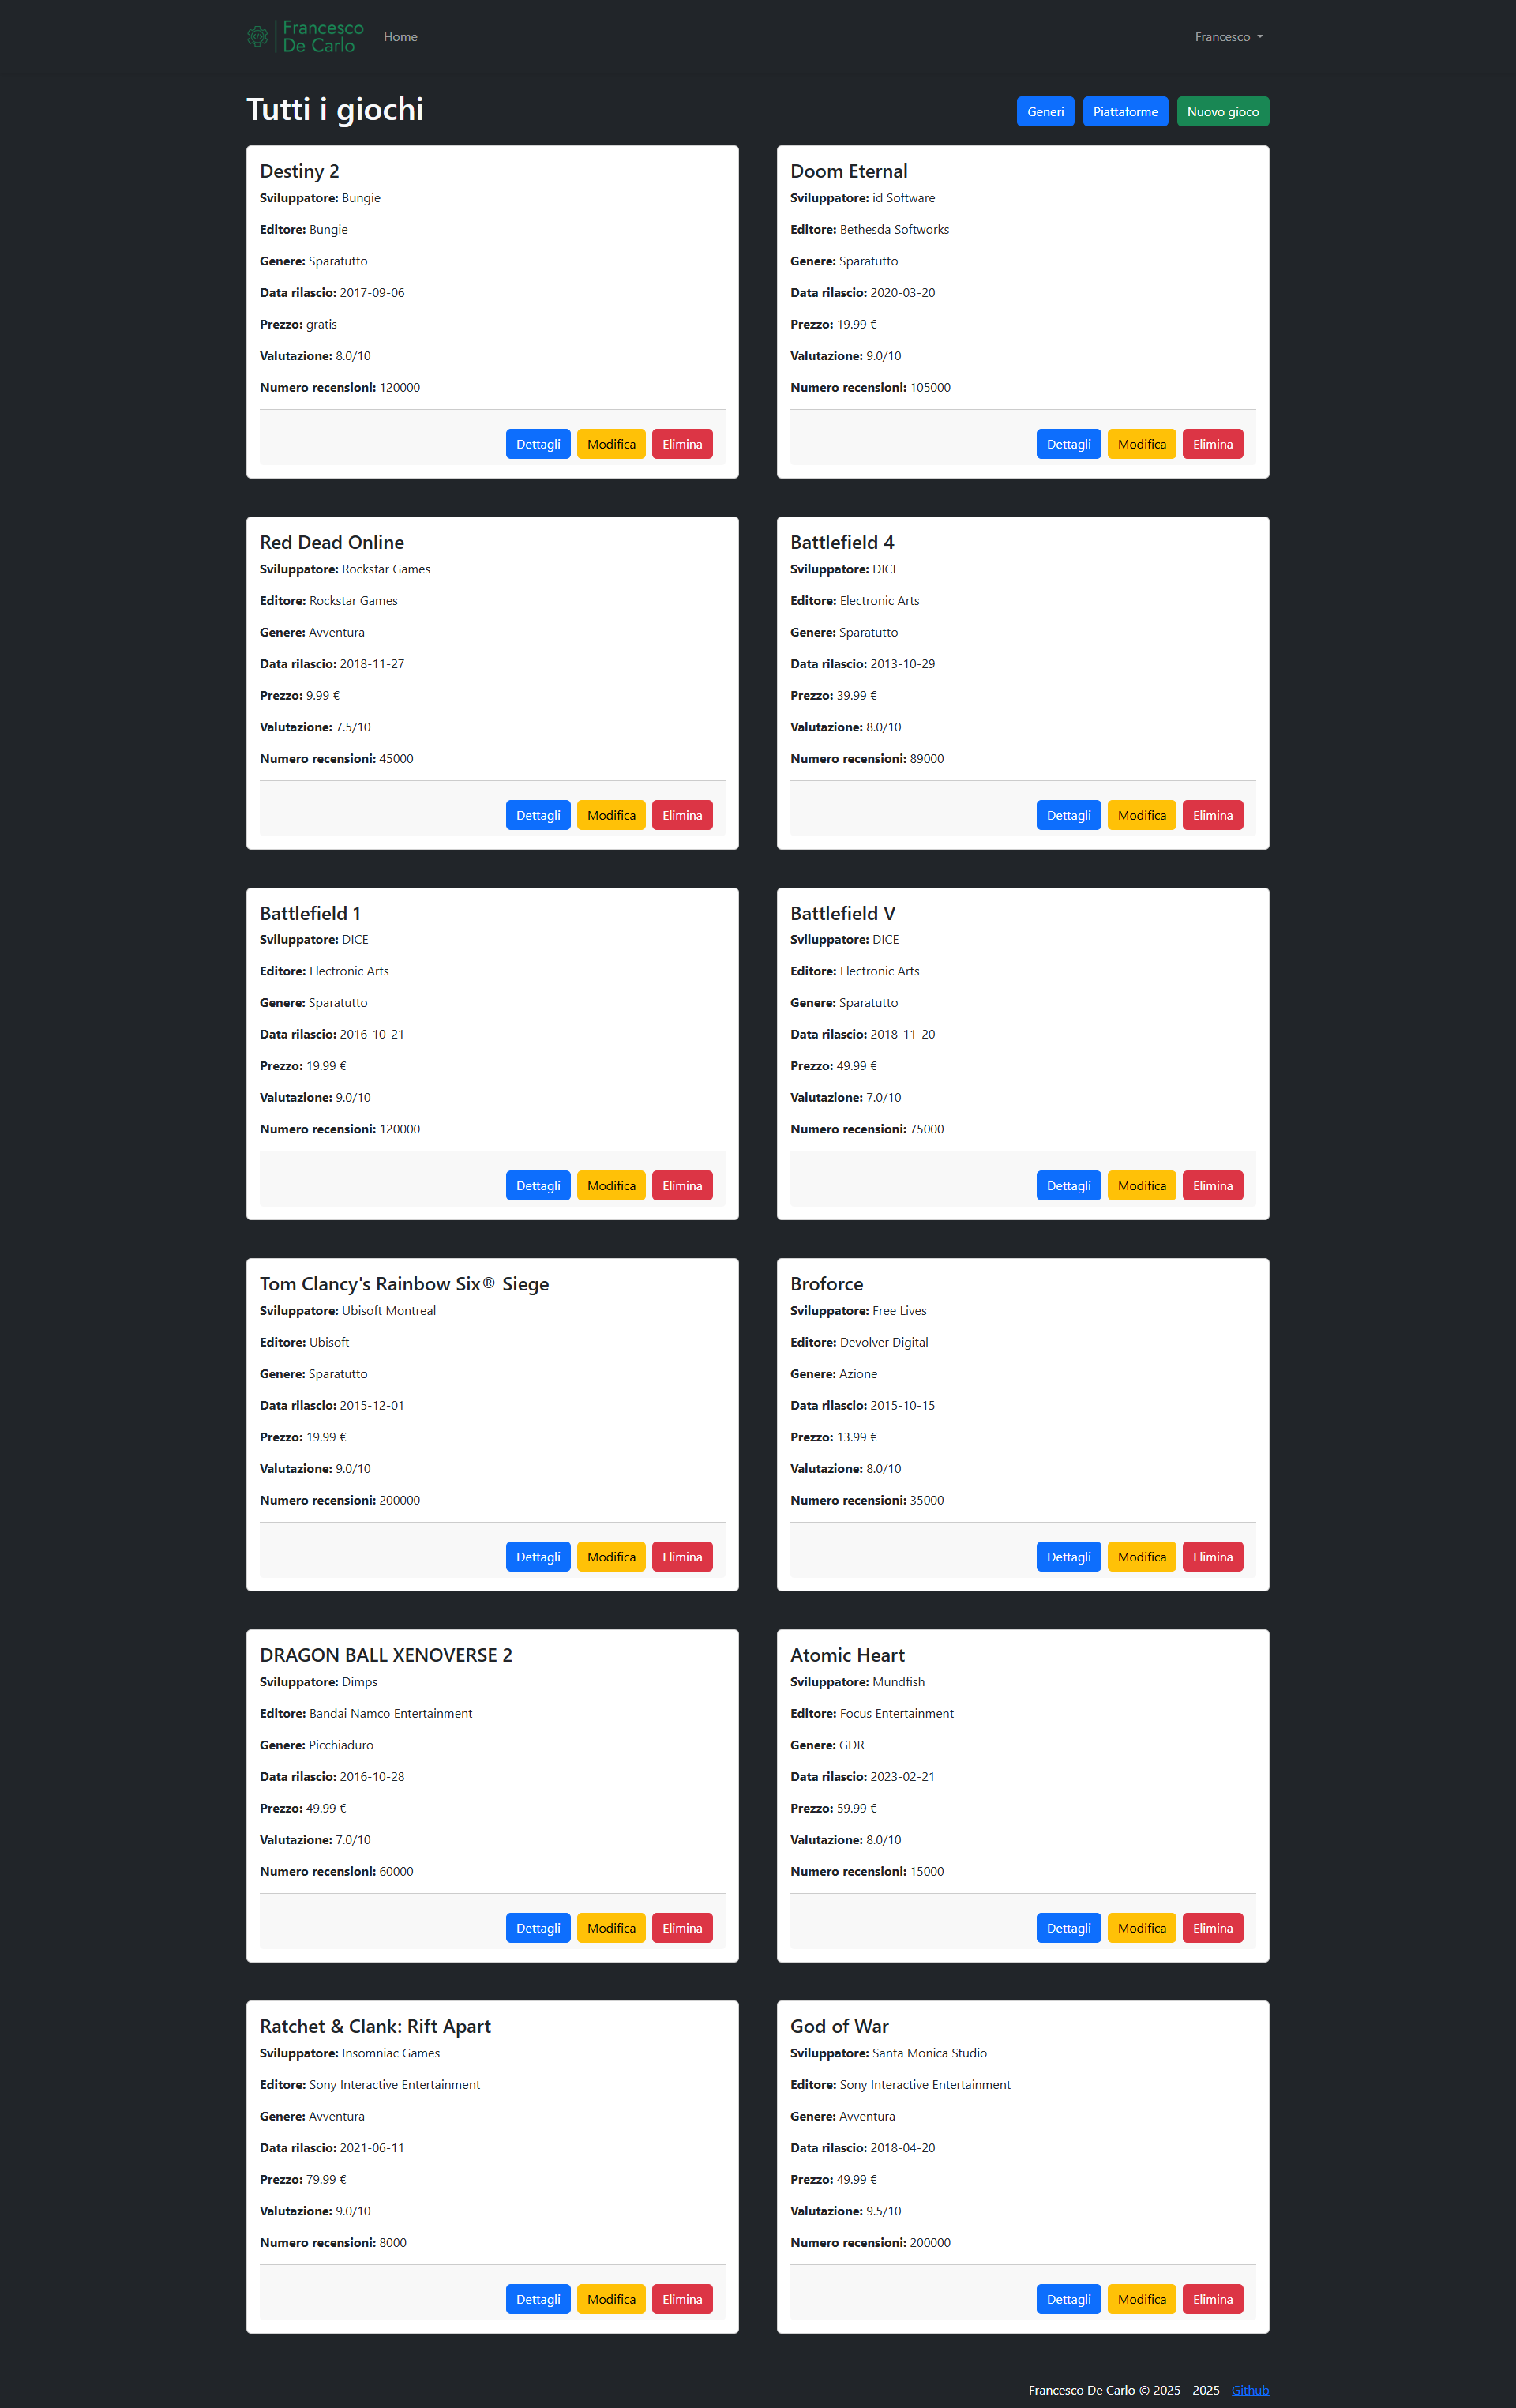 Francesco
De Carlo
Home
Francesco
Tutti i giochi
Generi
Piattaforme
Nuovo gioco
Destiny 2
Sviluppatore: Bungie
Editore: Bungie
Genere: Sparatutto
Data rilascio: 2017-09-06
Prezzo: gratis
Valutazione: 8.0/10
Numero recensioni: 120000
Dettagli
Modifica
Elimina
Doom Eternal
Sviluppatore: id Software
Editore: Bethesda Softworks
Genere: Sparatutto
Data rilascio: 2020-03-20
Prezzo: 19.99 €
Valutazione: 9.0/10
Numero recensioni: 105000
Dettagli
Modifica
Elimina
Red Dead Online
Sviluppatore: Rockstar Games
Editore: Rockstar Games
Genere: Avventura
Data rilascio: 2018-11-27
Prezzo: 9.99 €
Valutazione: 7.5/10
Numero recensioni: 45000
Dettagli
Modifica
Elimina
Battlefield 4
Sviluppatore: DICE
Editore: Electronic Arts
Genere: Sparatutto
Data rilascio: 2013-10-29
Prezzo: 39.99 €
Valutazione: 8.0/10
Numero recensioni: 89000
Dettagli
Modifica
Elimina
Battlefield 1
Sviluppatore: DICE
Editore: Electronic Arts
Genere: Sparatutto
Data rilascio: 2016-10-21
Prezzo: 19.99 €
Valutazione: 9.0/10
Numero recensioni: 120000
Dettagli
Modifica
Elimina
Battlefield V
Sviluppatore: DICE
Editore: Electronic Arts
Genere: Sparatutto
Data rilascio: 2018-11-20
Prezzo: 49.99 €
Valutazione: 7.0/10
Numero recensioni: 75000
Dettagli
Modifica
Elimina
Tom Clancy's Rainbow Six® Siege
Sviluppatore: Ubisoft Montreal
Editore: Ubisoft
Genere: Sparatutto
Data rilascio: 2015-12-01
Prezzo: 19.99 €
Valutazione: 9.0/10
Numero recensioni: 200000
Dettagli
Modifica
Elimina
Broforce
Sviluppatore: Free Lives
Editore: Devolver Digital
Genere: Azione
Data rilascio: 2015-10-15
Prezzo: 13.99 €
Valutazione: 8.0/10
Numero recensioni: 35000
Dettagli
Modifica
Elimina
DRAGON BALL XENOVERSE 2
Sviluppatore: Dimps
Editore: Bandai Namco Entertainment
Genere: Picchiaduro
Data rilascio: 2016-10-28
Prezzo: 49.99 €
Valutazione: 7.0/10
Numero recensioni: 60000
Dettagli
Modifica
Elimina
Atomic Heart
Sviluppatore: Mundfish
Editore: Focus Entertainment
Genere: GDR
Data rilascio: 2023-02-21
Prezzo: 59.99 €
Valutazione: 8.0/10
Numero recensioni: 15000
Dettagli
Modifica
Elimina
Ratchet & Clank: Rift Apart
Sviluppatore: Insomniac Games
Editore: Sony Interactive Entertainment
Genere: Avventura
Data rilascio: 2021-06-11
Prezzo: 79.99 €
Valutazione: 9.0/10
Numero recensioni: 8000
Dettagli
Modifica
Elimina
God of War
Sviluppatore: Santa Monica Studio
Editore: Sony Interactive Entertainment
Genere: Avventura
Data rilascio: 2018-04-20
Prezzo: 49.99 €
Valutazione: 9.5/10
Numero recensioni: 200000
Dettagli
Modifica
Elimina
Francesco De Carlo © 2025 - 2025 - Github